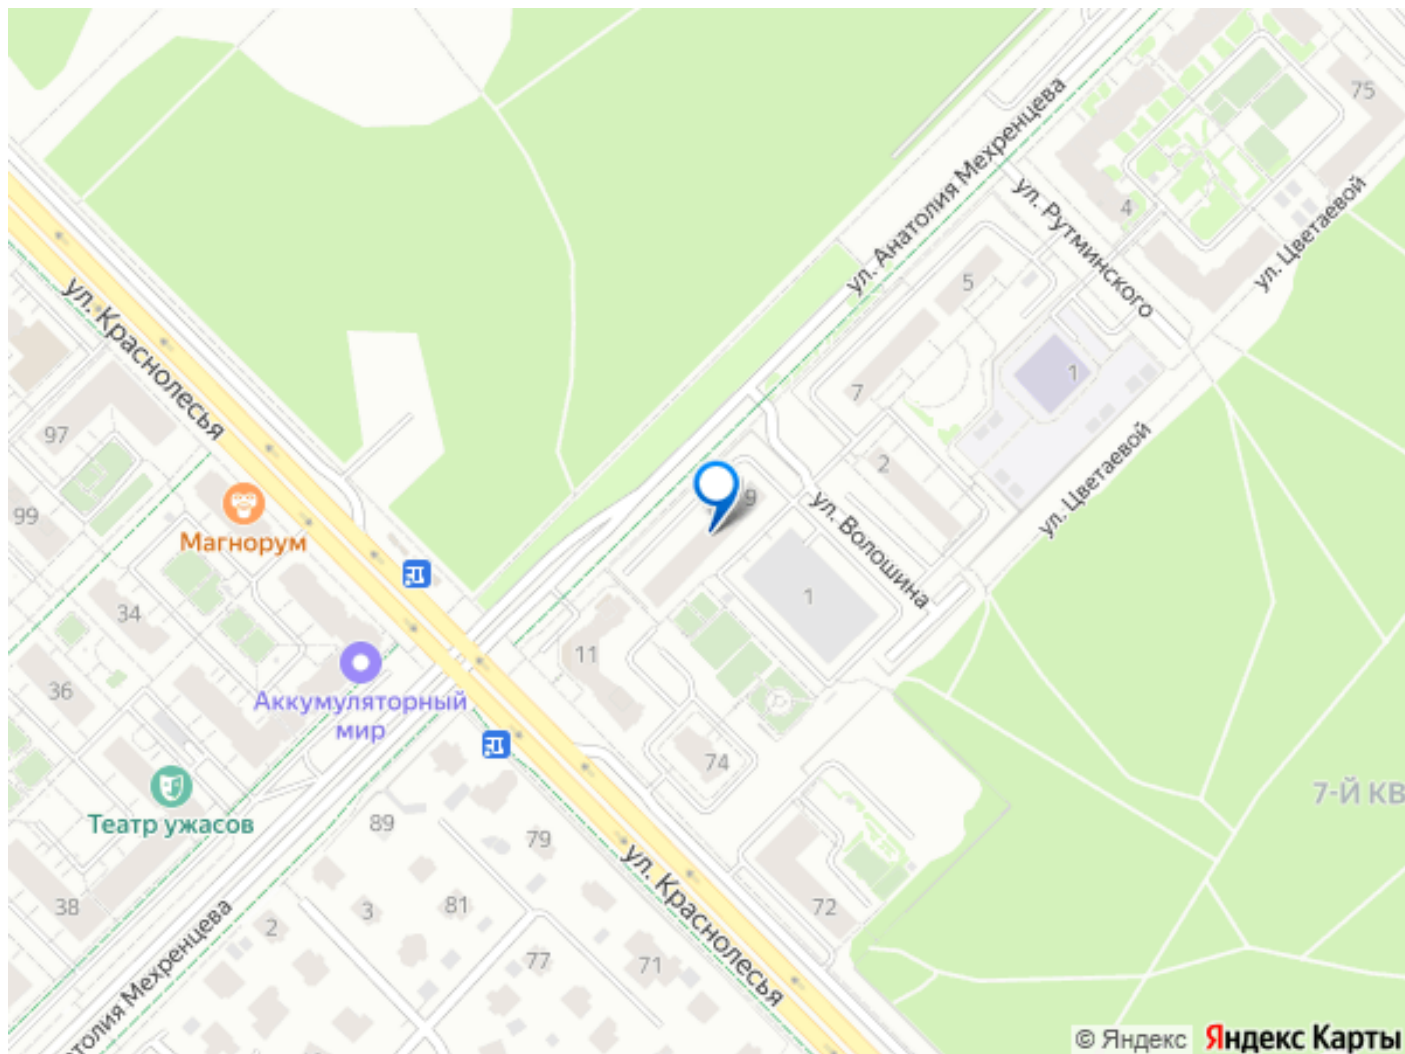 75
ул. Анатолия Мехренцева
ул. Рутминского
4
ул. Цветаевой
5
ул. Краснолесья
7
1
97
2
9
ул. Цветаевой
99
Магнорум
ул. Волошина
1
34
11
36
Аккумуляторный
мир
74
7-Й КВ
Театр ужасов
89
79
ул. Краснолесья
38
3
81
72
2
77
71
толия Мехренцева
© Яндекс Яндекс Карты